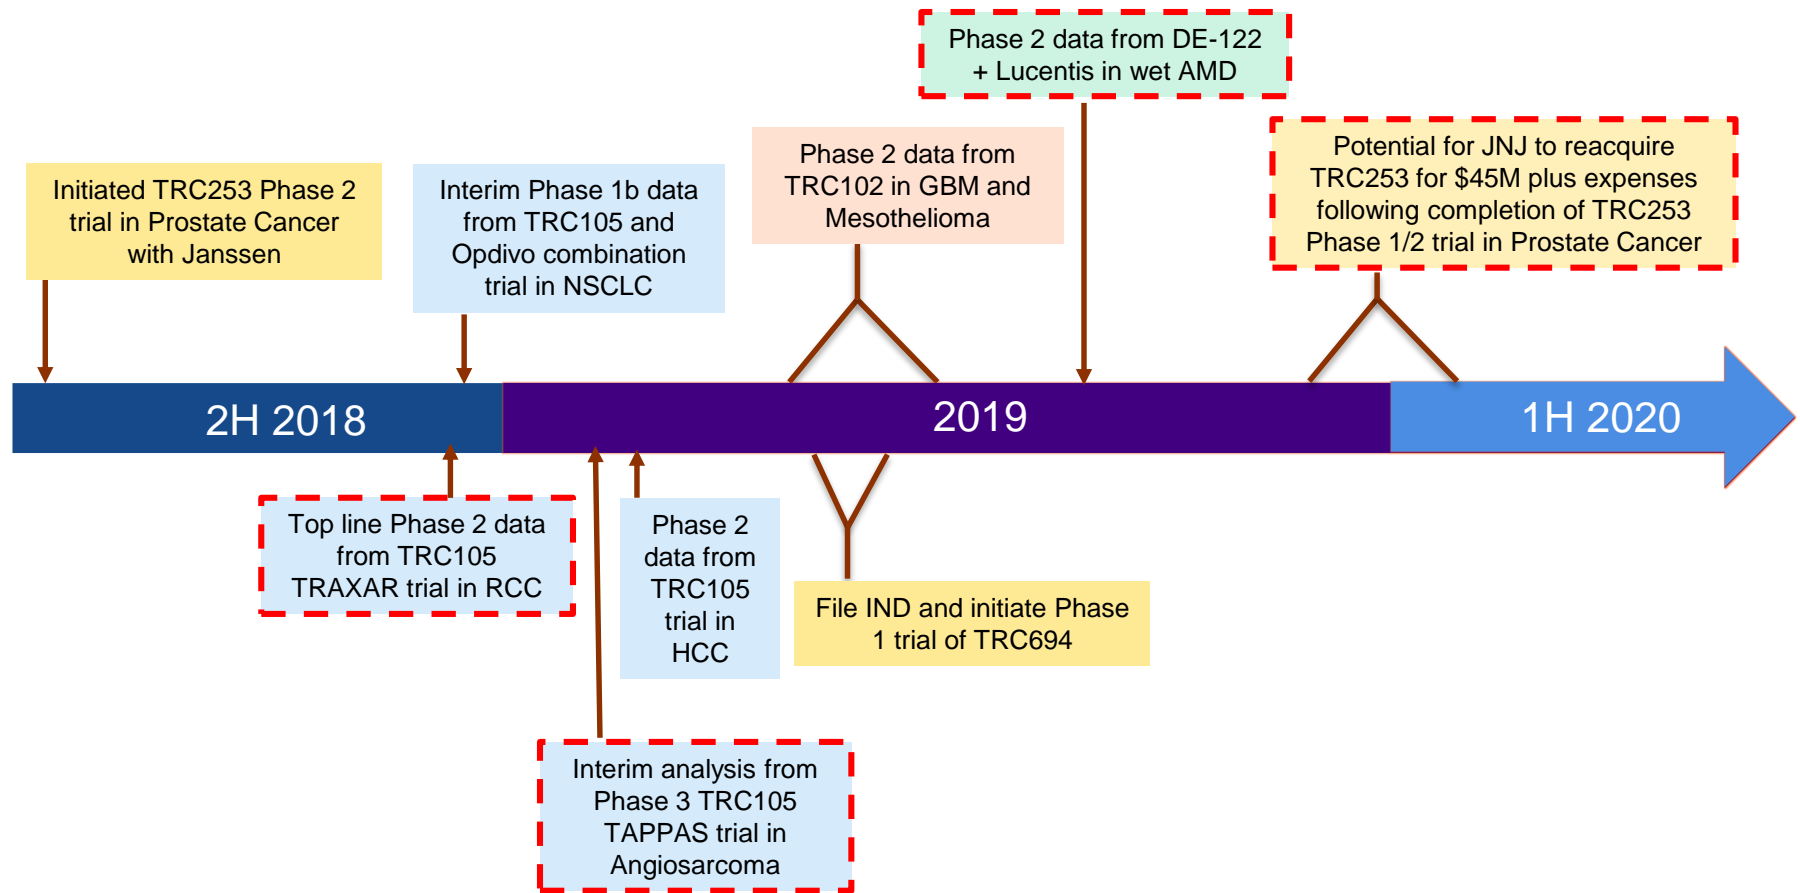 Phase 2 data from DE-122
+ Lucentis in wet AMD
Initiated TRC253 Phase 2
trial in Prostate Cancer
with Janssen
Interim Phase 1b data
from TRC105 and
Opdivo combination
trial in NSCLC
Phase 2 data from
TRC102 in GBM and
Mesothelioma
Potential for JNJ to reacquire
TRC253 for $45M plus expenses
following completion of TRC253
Phase 1/2 trial in Prostate Cancer
2H 2018
2019
1H 2020
Top line Phase 2 data
from TRC105
TRAXAR trial in RCC
Phase 2
data from
TRC105
trial in
HCC
File IND and initiate Phase
1 trial of TRC694
Interim analysis from
Phase 3 TRC105
TAPPAS trial in
Angiosarcoma